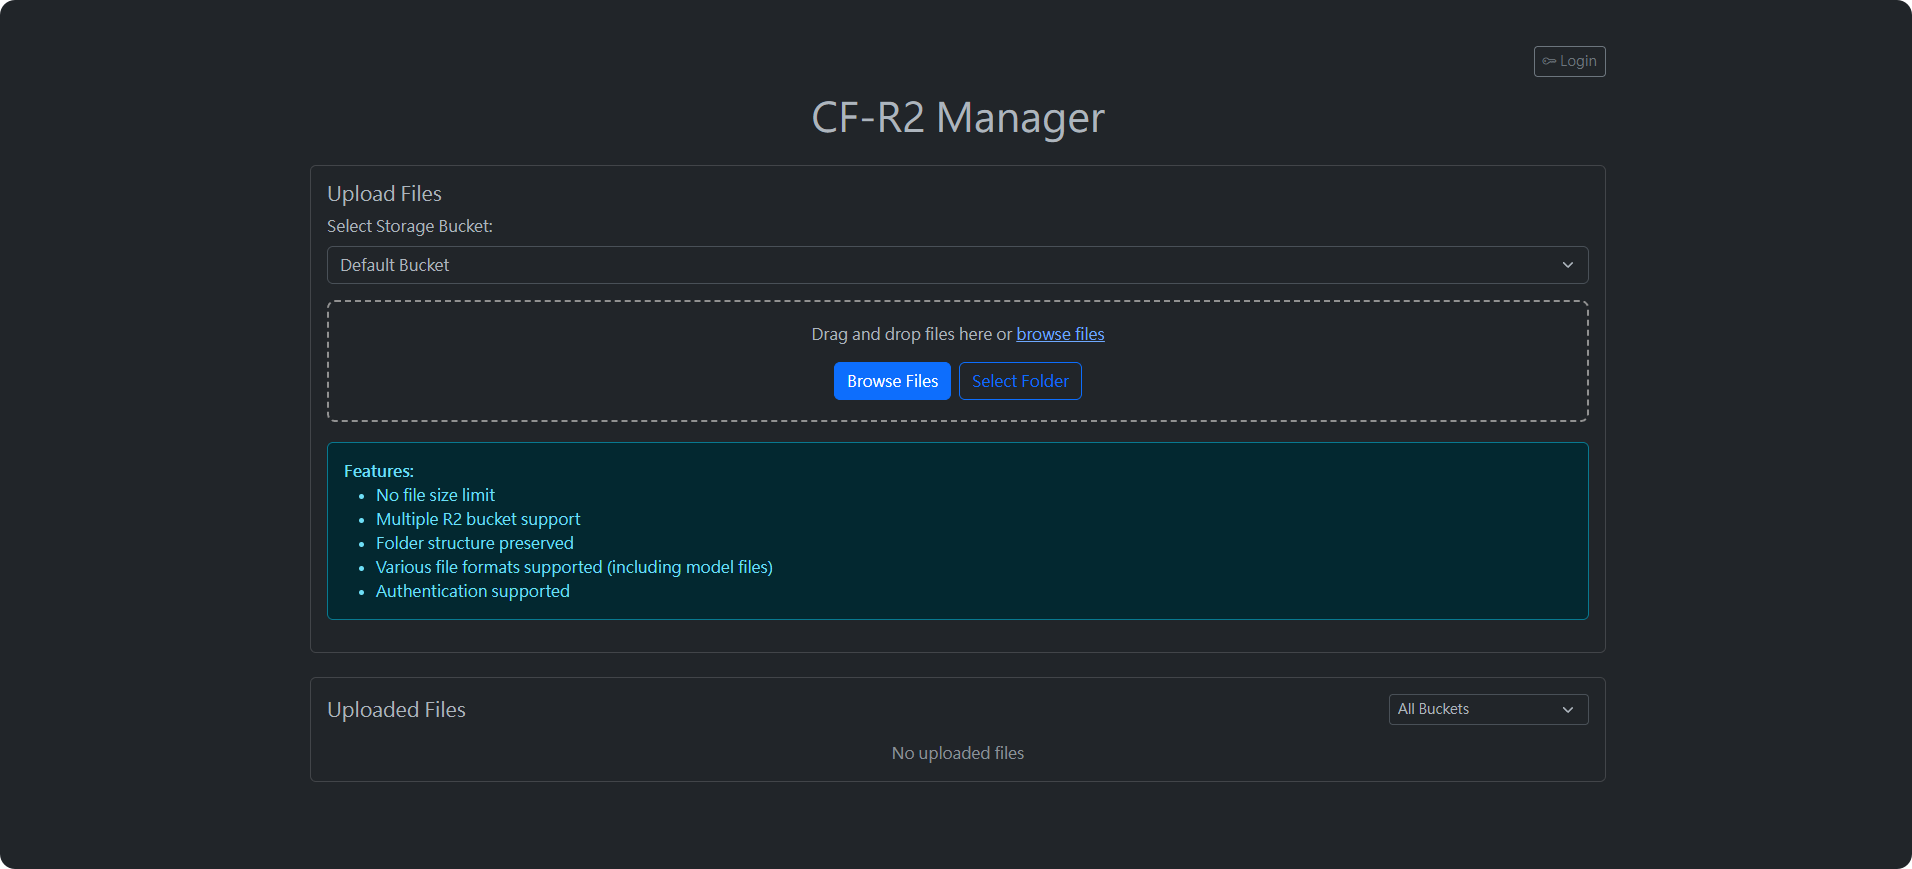 Login
CF-R2 Manager
Upload Files
Select Storage Bucket:
Default Bucket
Drag and drop files here or browse files
Browse Files
Select Folder
Features:
• No file size limit
• Multiple R2 bucket support
• Folder structure preserved
• Various file formats supported (including model files)
• Authentication supported
Uploaded Files
All Buckets
No uploaded files